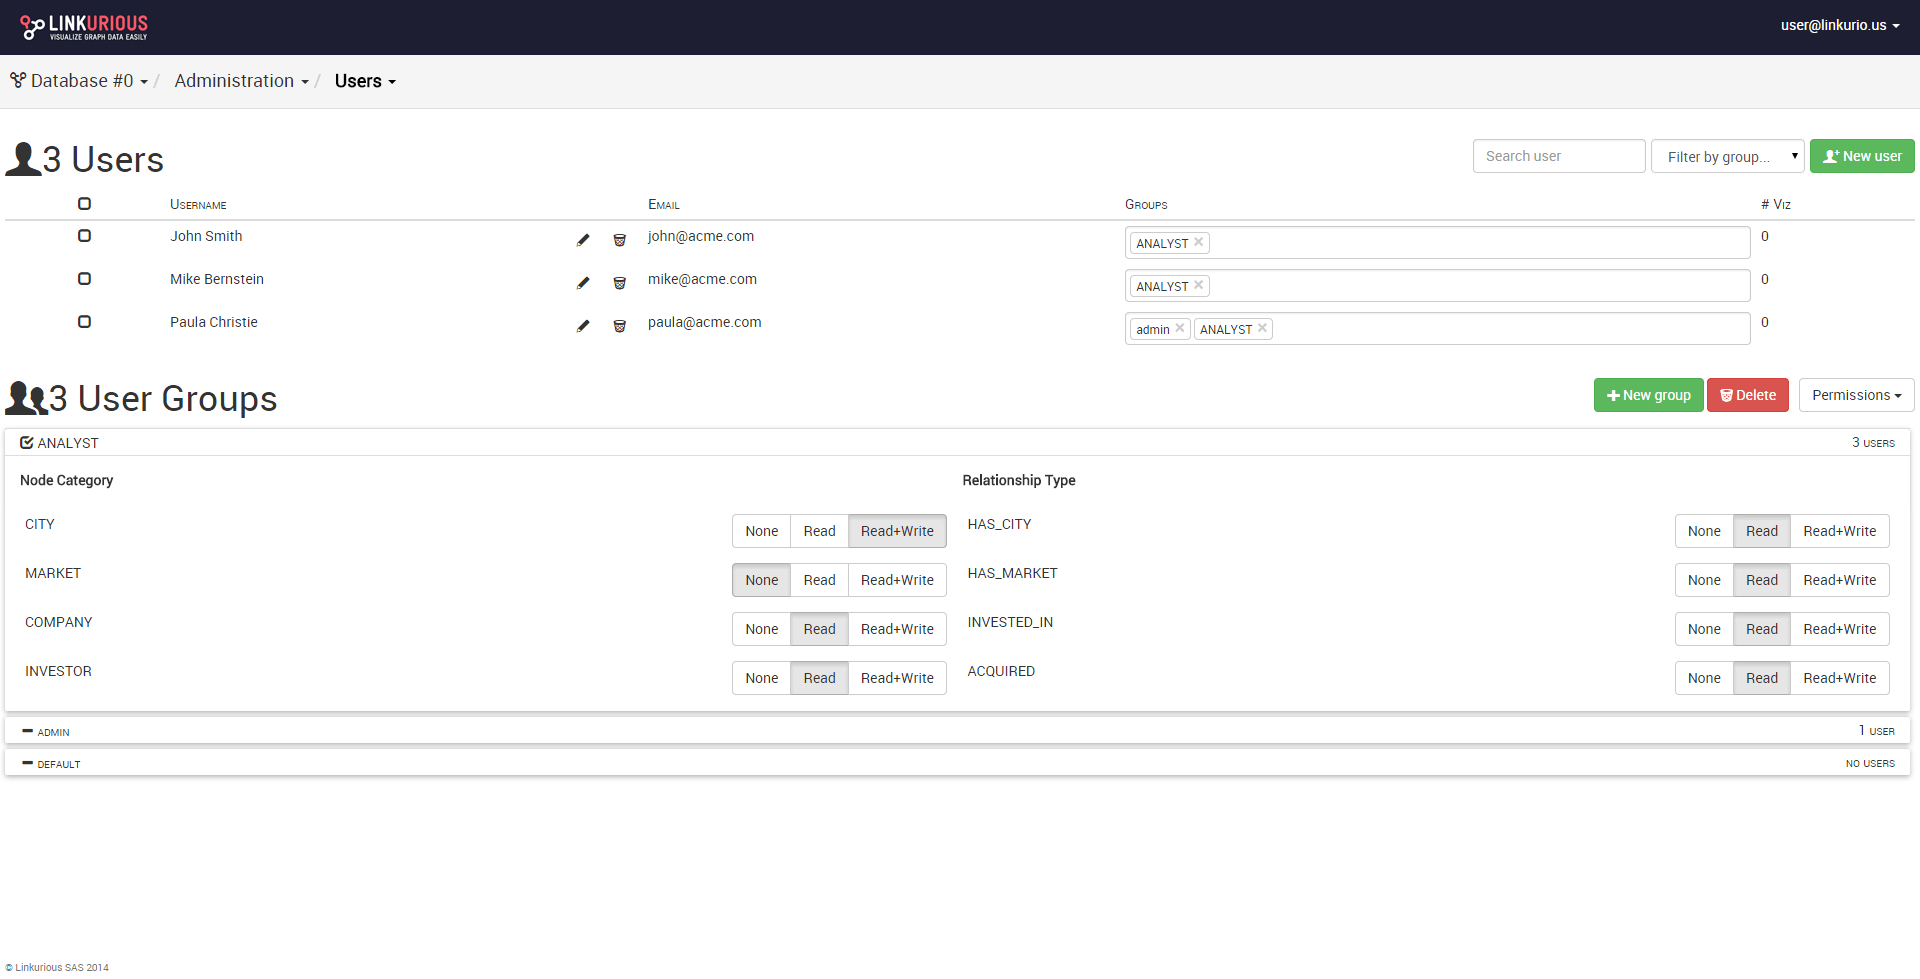 LINKURIOUS
VISUALIZE GRAPH DATA EASILY
user@linkurio.us
Database #0 / Administration / Users
3 Users
Search user
Filter by group...
New user
Username Email Groups # Viz
John Smith john@acme.com ANALYST 0
Mike Bernstein mike@acme.com ANALYST 0
Paula Christie paula@acme.com admin ANALYST 0
3 User Groups
New group Delete Permissions
ANALYST 3 users
Node Category Relationship Type
CITY None Read Read+Write HAS_CITY None Read Read+Write
MARKET None Read Read+Write HAS_MARKET None Read Read+Write
COMPANY None Read Read+Write INVESTED_IN None Read Read+Write
INVESTOR None Read Read+Write ACQUIRED None Read Read+Write
admin 1 user
default no users
© Linkurious SAS 2014